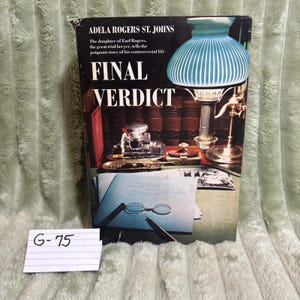 ADELA ROGERS ST. JOHNS
The daughter of Earl Rogers,
the great trial lawyer, tells the
poignant story of his controversial life
FINAL
VERDICT
G-75